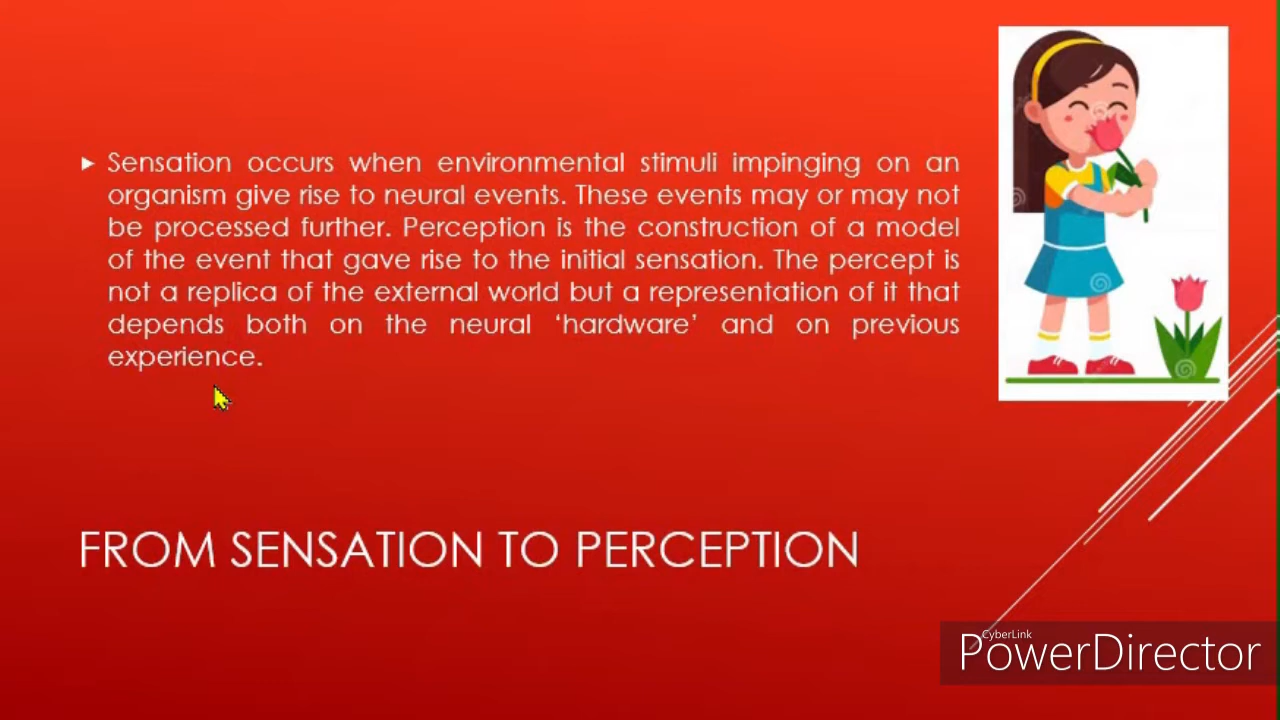 Sensation occurs when environmental stimuli impinging on an
organism give rise to neural events. These events may or may not
be processed further. Perception is the construction of a model
of the event that gave rise to the initial sensation. The percept is
not a replica of the external world but a representation of it that
depends both on the neural ‘hardware’ and on previous
experience.
FROM SENSATION TO PERCEPTION
CyberLink
PowerDirector